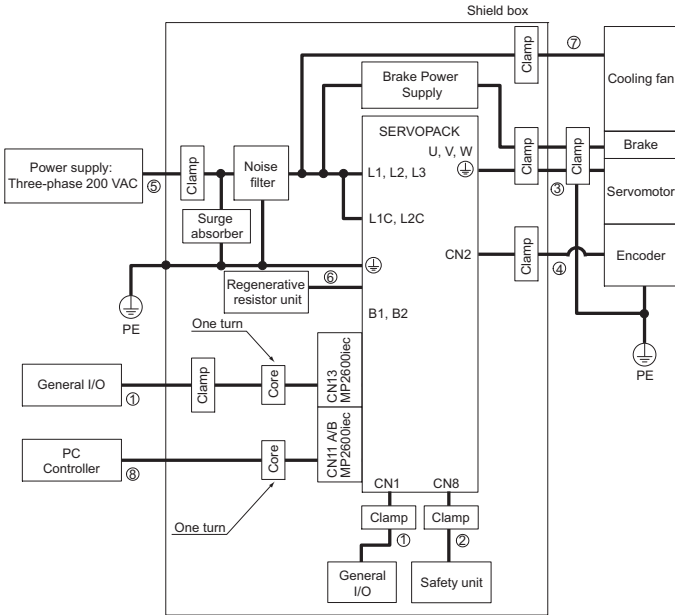 Shield box
Clamp
⑦
Cooling fan
Brake Power
Supply
SERVOPACK
U, V, W
Clamp
Clamp
Brake
Power supply:
Three-phase 200 VAC
⑤
Clamp
Noise
filter
L1, L2, L3
③
Servomotor
Surge
absorber
L1C, L2C
CN2
Clamp
④
Encoder
⑥
Regenerative
resistor unit
B1, B2
PE
PE
One turn
General I/O
①
Clamp
Core
CN13
MP2600iec
PC
Controller
⑧
Core
CN11 A/B
MP2600iec
One turn
CN1
CN8
Clamp
Clamp
①
②
General
I/O
Safety unit